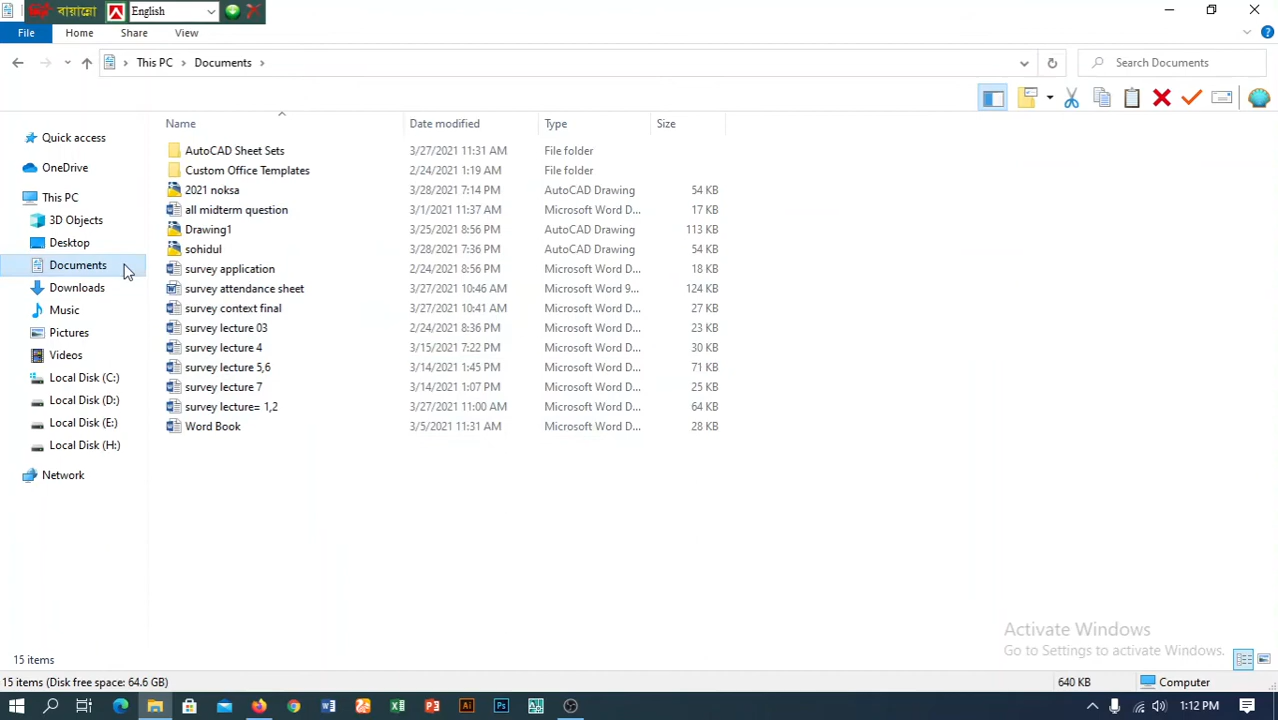 বায়ান্নো English
File Home Share View
This PC Documents Search Documents
Name Date modified Type Size
Quick access
OneDrive
This PC
3D Objects
Desktop
Documents
Downloads
Music
Pictures
Videos
Local Disk (C:)
Local Disk (D:)
Local Disk (E:)
Local Disk (H:)
Network
AutoCAD Sheet Sets 3/27/2021 11:31 AM File folder
Custom Office Templates 2/24/2021 1:19 AM File folder
2021 noksa 3/28/2021 7:14 PM AutoCAD Drawing 54 KB
all midterm question 3/1/2021 11:37 AM Microsoft Word D... 17 KB
Drawing1 3/25/2021 8:56 PM AutoCAD Drawing 113 KB
sohidul 3/28/2021 7:36 PM AutoCAD Drawing 54 KB
survey application 2/24/2021 8:56 PM Microsoft Word D... 18 KB
survey attendance sheet 3/27/2021 10:46 AM Microsoft Word 9... 124 KB
survey context final 3/27/2021 10:41 AM Microsoft Word D... 27 KB
survey lecture 03 2/24/2021 8:36 PM Microsoft Word D... 23 KB
survey lecture 4 3/15/2021 7:22 PM Microsoft Word D... 30 KB
survey lecture 5,6 3/14/2021 1:45 PM Microsoft Word D... 71 KB
survey lecture 7 3/14/2021 1:07 PM Microsoft Word D... 25 KB
survey lecture= 1,2 3/27/2021 11:00 AM Microsoft Word D... 64 KB
Word Book 3/5/2021 11:31 AM Microsoft Word D... 28 KB
Activate Windows
Go to Settings to activate Windows.
15 items
15 items (Disk free space: 64.6 GB) 640 KB Computer
1:12 PM